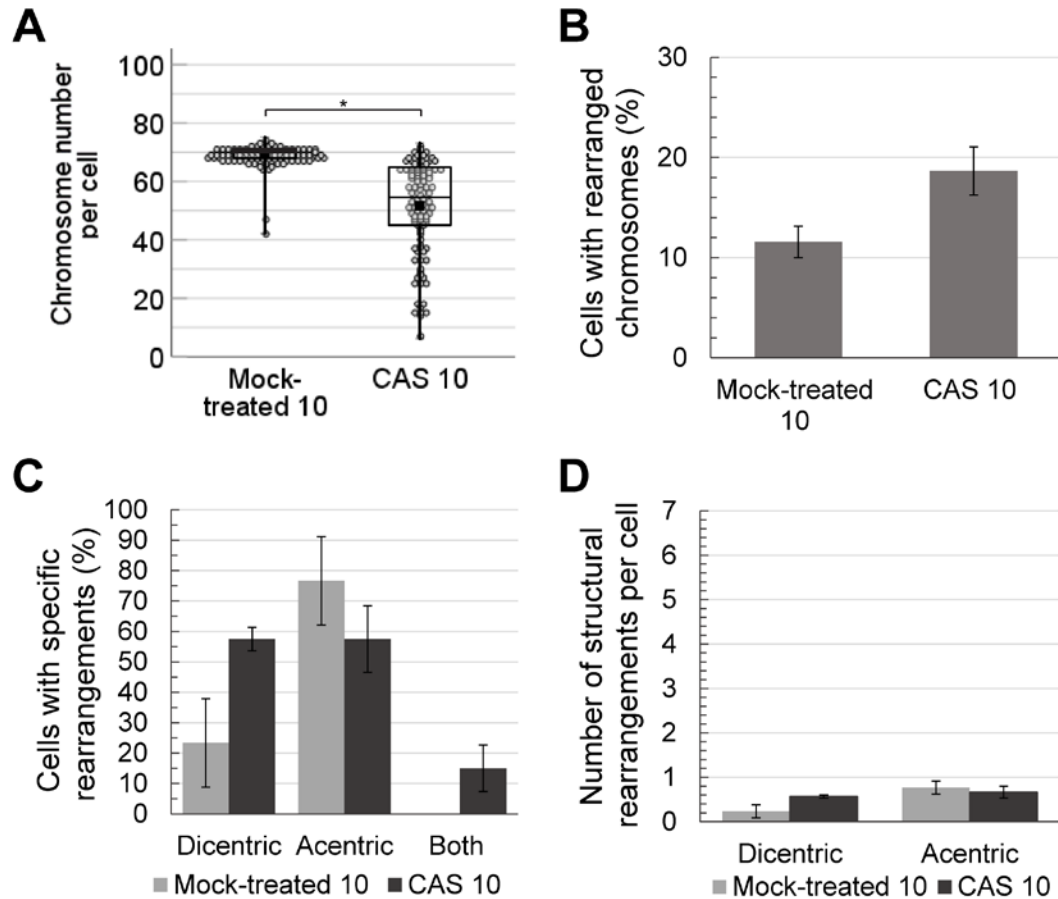 A
Chromosome number
per cell
100
80
60
40
20
0
*
Mock-
treated 10
CAS 10
B
Cells with rearranged
chromosomes (%)
30
20
10
0
Mock-treated
10
CAS 10
C
Cells with specific
rearrangements (%)
100
90
80
70
60
50
40
30
20
10
0
Dicentric
Acentric
Both
Mock-treated 10
CAS 10
D
Number of structural
rearrangements per cell
7
6
5
4
3
2
1
0
Dicentric
Acentric
Mock-treated 10
CAS 10